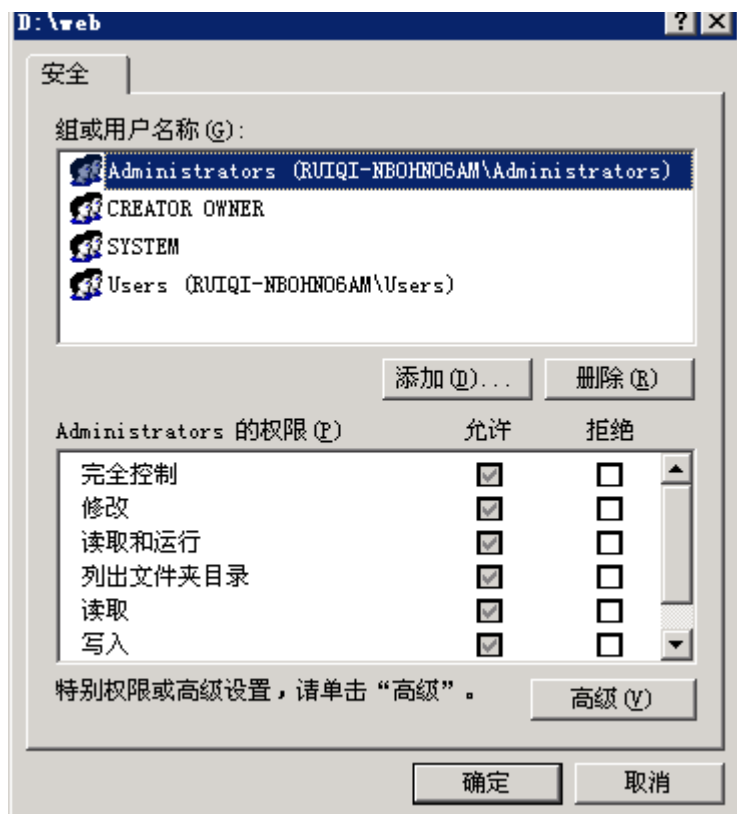 D:\web
安全
组或用户名称(G):
Administrators (RUIQI-NBOHNO6AM\Administrators)
CREATOR OWNER
SYSTEM
Users (RUIQI-NBOHNO6AM\Users)
添加(D)... 删除(R)
Administrators 的权限(P) 允许 拒绝
完全控制
修改
读取和运行
列出文件夹目录
读取
写入
特别权限或高级设置，请单击“高级”。 高级(V)
确定 取消